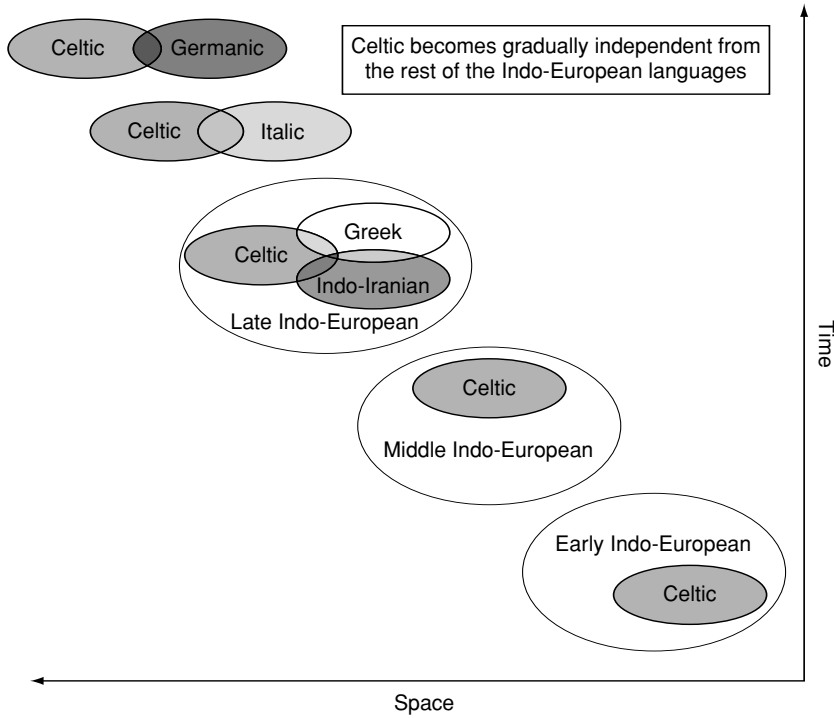 Celtic
Germanic
Celtic becomes gradually independent from
the rest of the Indo-European languages
Celtic
Italic
Greek
Celtic
Indo-Iranian
Late Indo-European
Time
Celtic
Middle Indo-European
Early Indo-European
Celtic
Space